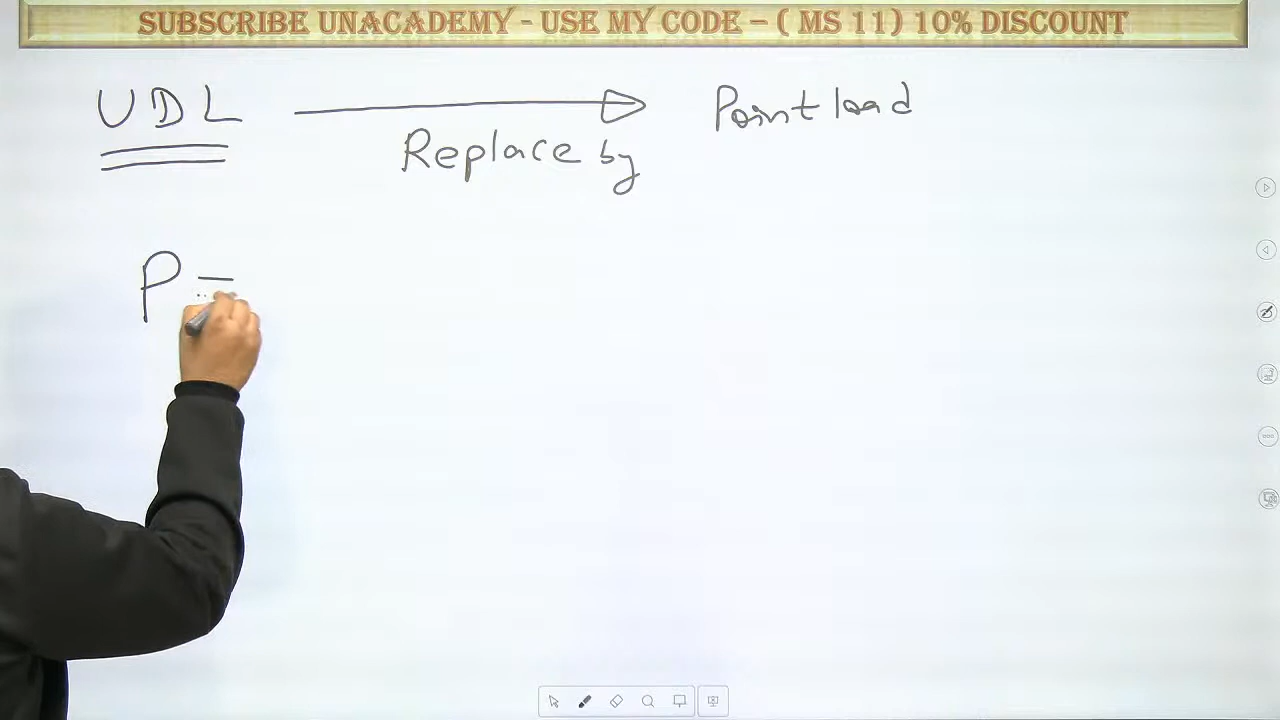 SUBSCRIBE UNACADEMY - USE MY CODE – ( MS 11) 10% DISCOUNT
UDL Point load
Replace by
P =